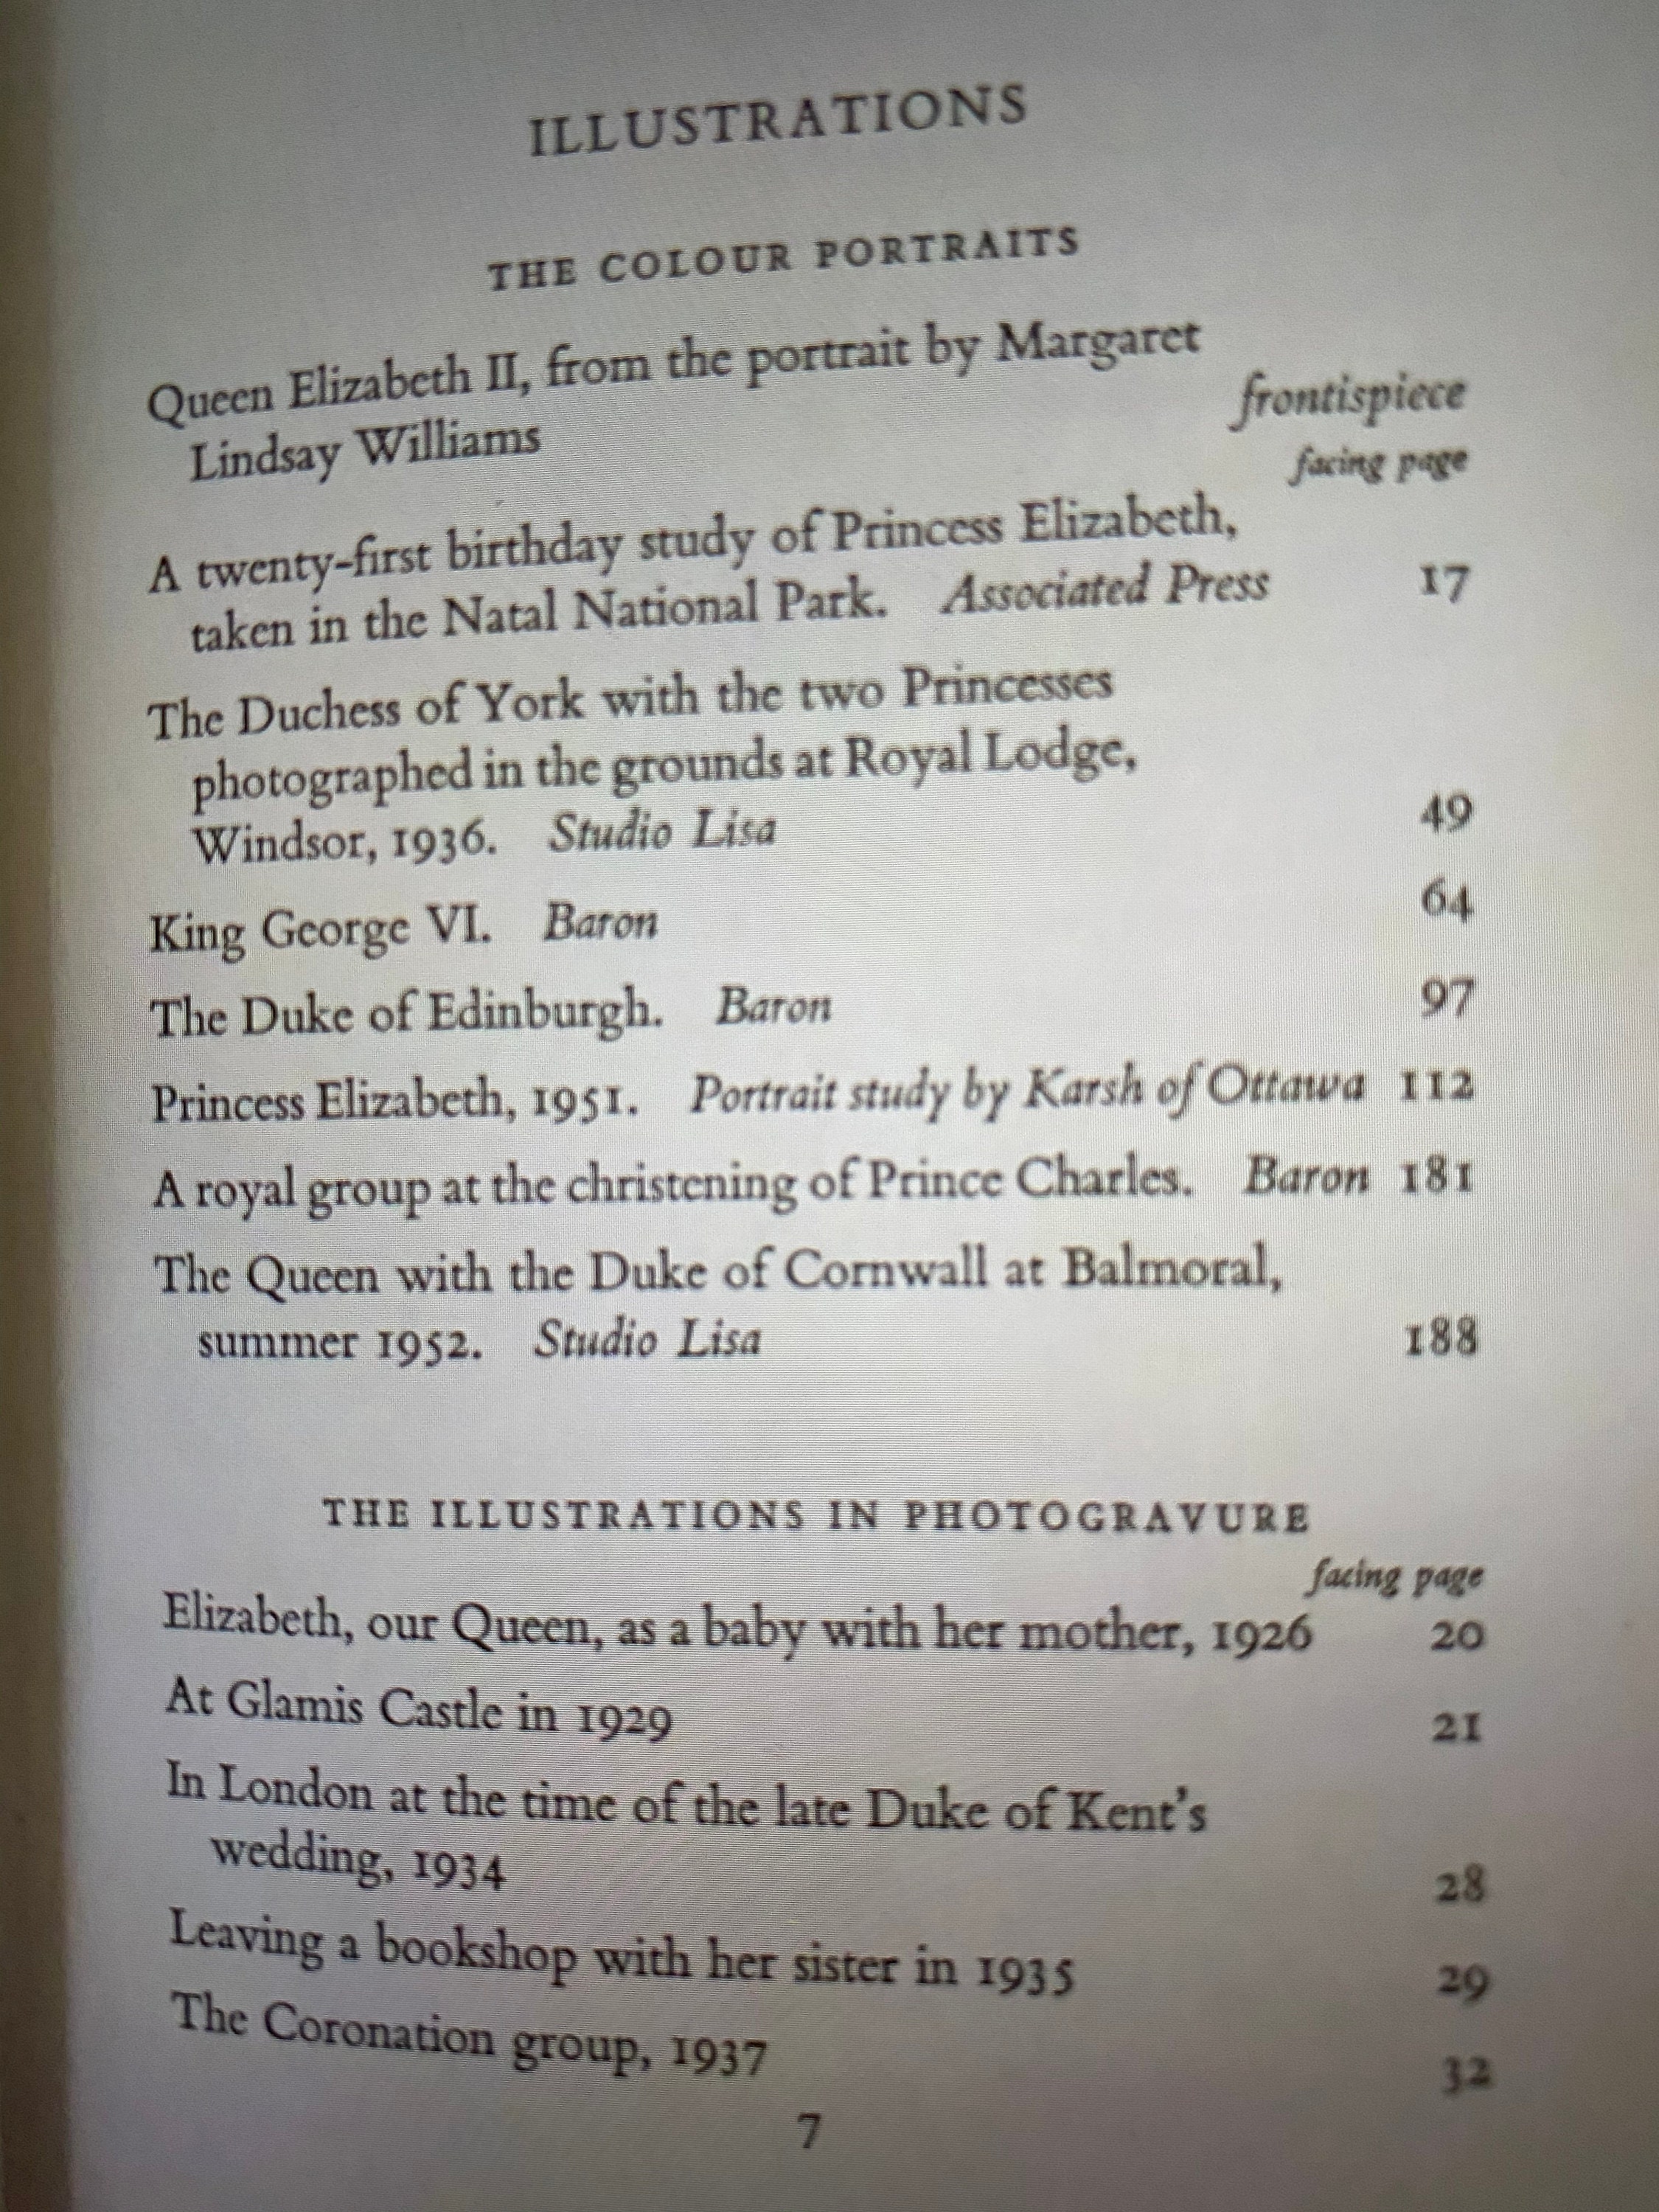 ILLUSTRATIONS
THE COLOUR PORTRAITS
Queen Elizabeth II, from the portrait by Margaret
Lindsay Williams frontispiece
facing page
A twenty-first birthday study of Princess Elizabeth,
taken in the Natal National Park. Associated Press 17
The Duchess of York with the two Princesses
photographed in the grounds at Royal Lodge,
Windsor, 1936. Studio Lisa 49
King George VI. Baron 64
The Duke of Edinburgh. Baron 97
Princess Elizabeth, 1951. Portrait study by Karsh of Ottawa 112
A royal group at the christening of Prince Charles. Baron 181
The Queen with the Duke of Cornwall at Balmoral,
summer 1952. Studio Lisa 188
THE ILLUSTRATIONS IN PHOTOGRAVURE
facing page
Elizabeth, our Queen, as a baby with her mother, 1926 20
At Glamis Castle in 1929 21
In London at the time of the late Duke of Kent's
wedding, 1934 28
Leaving a bookshop with her sister in 1935 29
The Coronation group, 1937 32
7